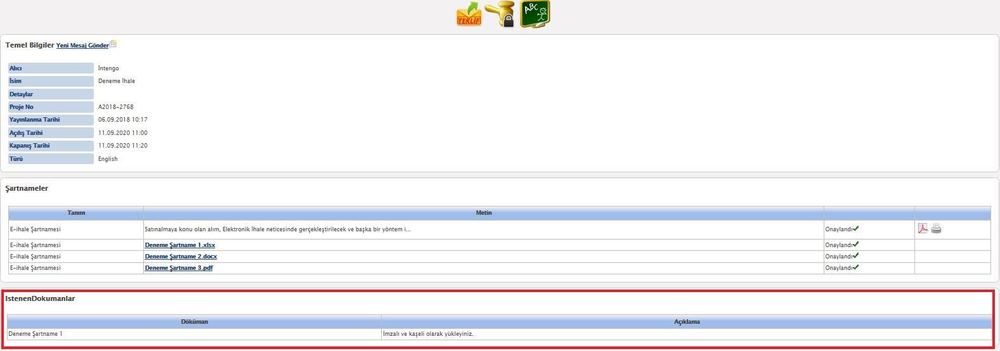 TEKLİF
ABC
Temel Bilgiler Yeni Mesaj Gönder
Alıcı İntengo
İsim Deneme İhale
Detaylar
Proje No A2018-2768
Yayınlanma Tarihi 06.09.2018 10:17
Açılış Tarihi 11.09.2020 11:00
Kapanış Tarihi 11.09.2020 11:20
Türü English
Şartnameler
Tanım Metin
E-ihale Şartnamesi Satınalmaya konu olan alım, Elektronik İhale neticesinde gerçekleştirilecek ve başka bir yöntem i... Onaylandı
E-ihale Şartnamesi Deneme Şartname 1.xlsx Onaylandı
E-ihale Şartnamesi Deneme Şartname 2.docx Onaylandı
E-ihale Şartnamesi Deneme Şartname 3.pdf Onaylandı
IstenenDokumanlar
Döküman Açıklama
Deneme Şartname 1 İmzalı ve kaşeli olarak yükleyiniz.